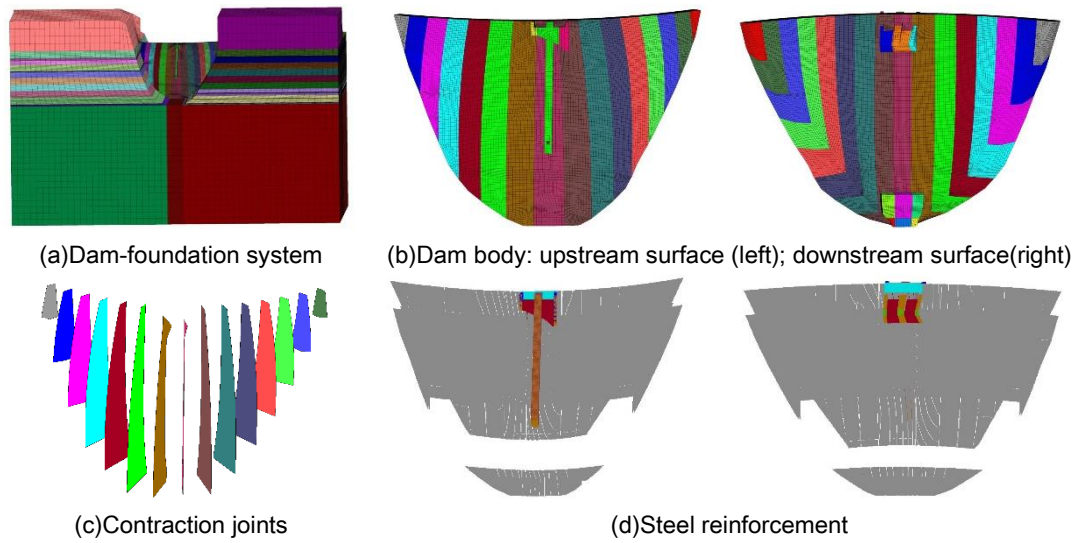 (a)Dam-foundation system
(b)Dam body: upstream surface (left); downstream surface(right)
(c)Contraction joints
(d)Steel reinforcement